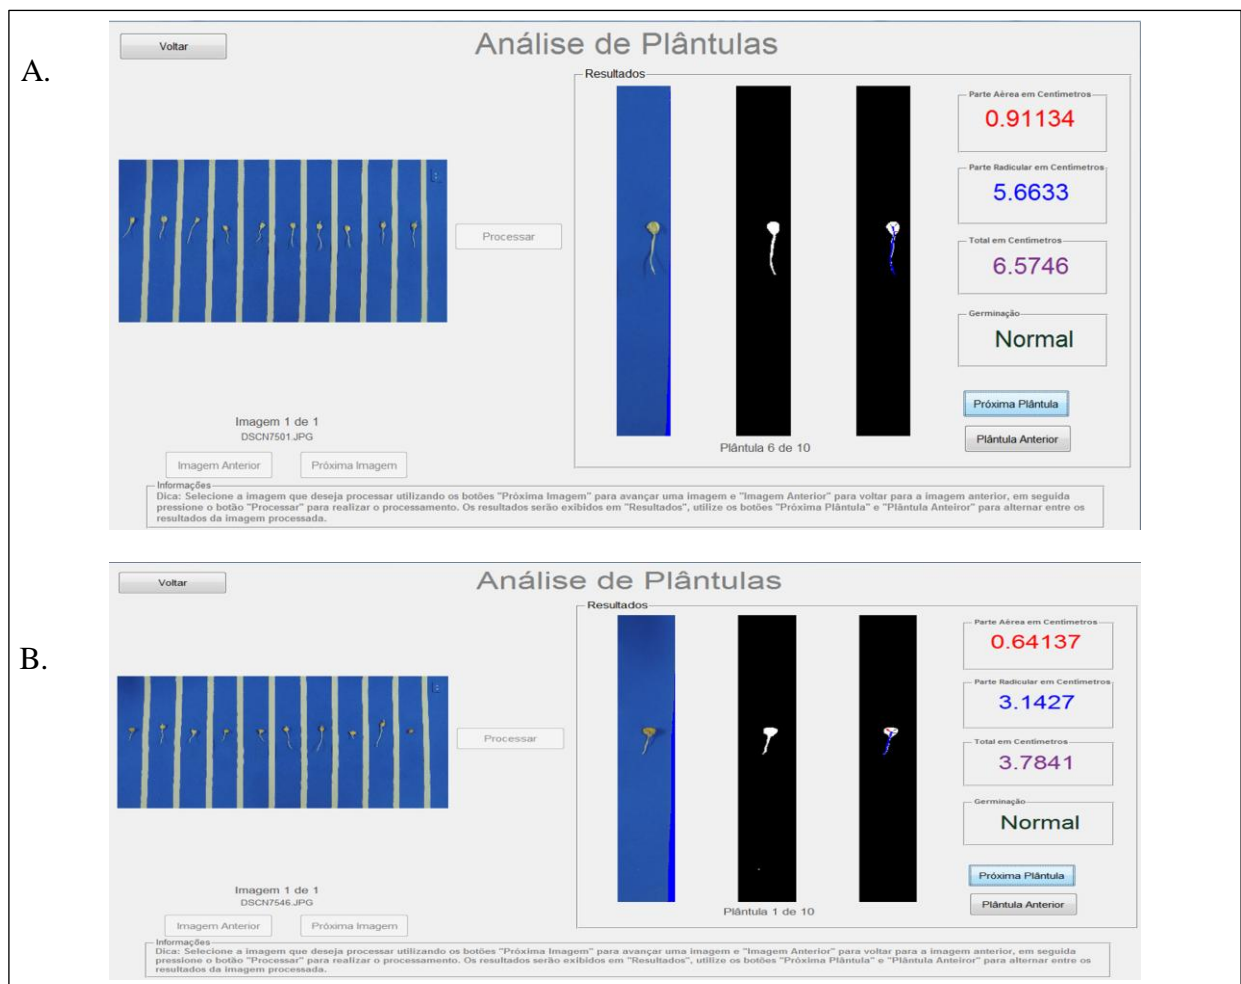 A.
Voltar
Análise de Plântulas
Resultados
Parte Aérea em Centimetros
0.91134
Parte Radicular em Centimetros
5.6633
Processar
Total em Centimetros
6.5746
Germinação
Normal
Próxima Plântula
Imagem 1 de 1
DSCN7501.JPG
Plântula 6 de 10
Plântula Anterior
Imagem Anterior
Próxima Imagem
Informações
Dica: Selecione a imagem que deseja processar utilizando os botões "Próxima Imagem" para avançar uma imagem e "Imagem Anterior" para voltar para a imagem anterior, em seguida
pressione o botão "Processar" para realizar o processamento. Os resultados serão exibidos em "Resultados", utilize os botões "Próxima Plântula" e "Plântula Anteiror" para alternar entre os
resultados da imagem processada.
B.
Voltar
Análise de Plântulas
Resultados
Parte Aérea em Centimetros
0.64137
Parte Radicular em Centimetros
3.1427
Processar
Total em Centimetros
3.7841
Germinação
Normal
Próxima Plântula
Imagem 1 de 1
DSCN7546.JPG
Plântula 1 de 10
Plântula Anterior
Imagem Anterior
Próxima Imagem
Informações
Dica: Selecione a imagem que deseja processar utilizando os botões "Próxima Imagem" para avançar uma imagem e "Imagem Anterior" para voltar para a imagem anterior, em seguida
pressione o botão "Processar" para realizar o processamento. Os resultados serão exibidos em "Resultados", utilize os botões "Próxima Plântula" e "Plântula Anteiror" para alternar entre os
resultados da imagem processada.